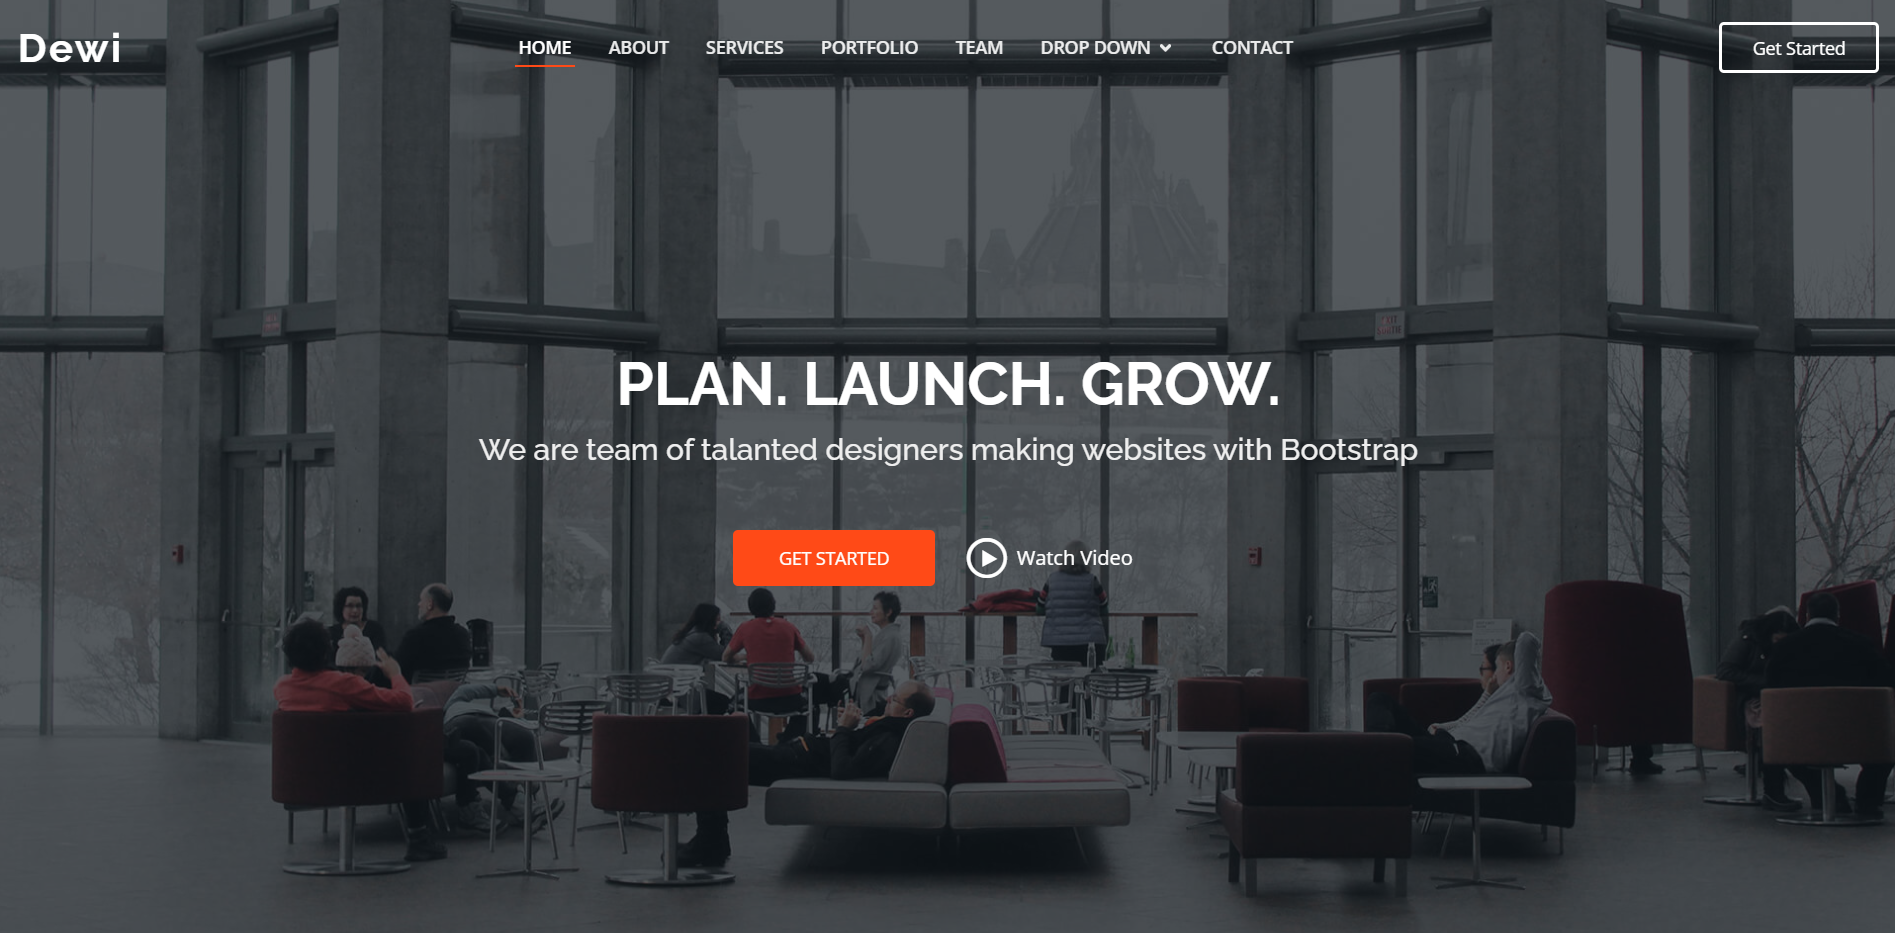 Dewi
HOME ABOUT SERVICES PORTFOLIO TEAM DROP DOWN CONTACT
Get Started
PLAN. LAUNCH. GROW.
We are team of talanted designers making websites with Bootstrap
GET STARTED
Watch Video